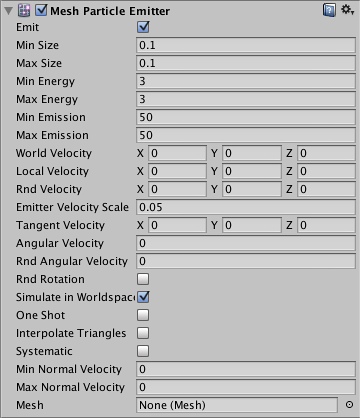 Mesh Particle Emitter
Emit
Min Size 0.1
Max Size 0.1
Min Energy 3
Max Energy 3
Min Emission 50
Max Emission 50
World Velocity X 0 Y 0 Z 0
Local Velocity X 0 Y 0 Z 0
Rnd Velocity X 0 Y 0 Z 0
Emitter Velocity Scale 0.05
Tangent Velocity X 0 Y 0 Z 0
Angular Velocity 0
Rnd Angular Velocity 0
Rnd Rotation
Simulate in Worldspac
One Shot
Interpolate Triangles
Systematic
Min Normal Velocity 0
Max Normal Velocity 0
Mesh None (Mesh)